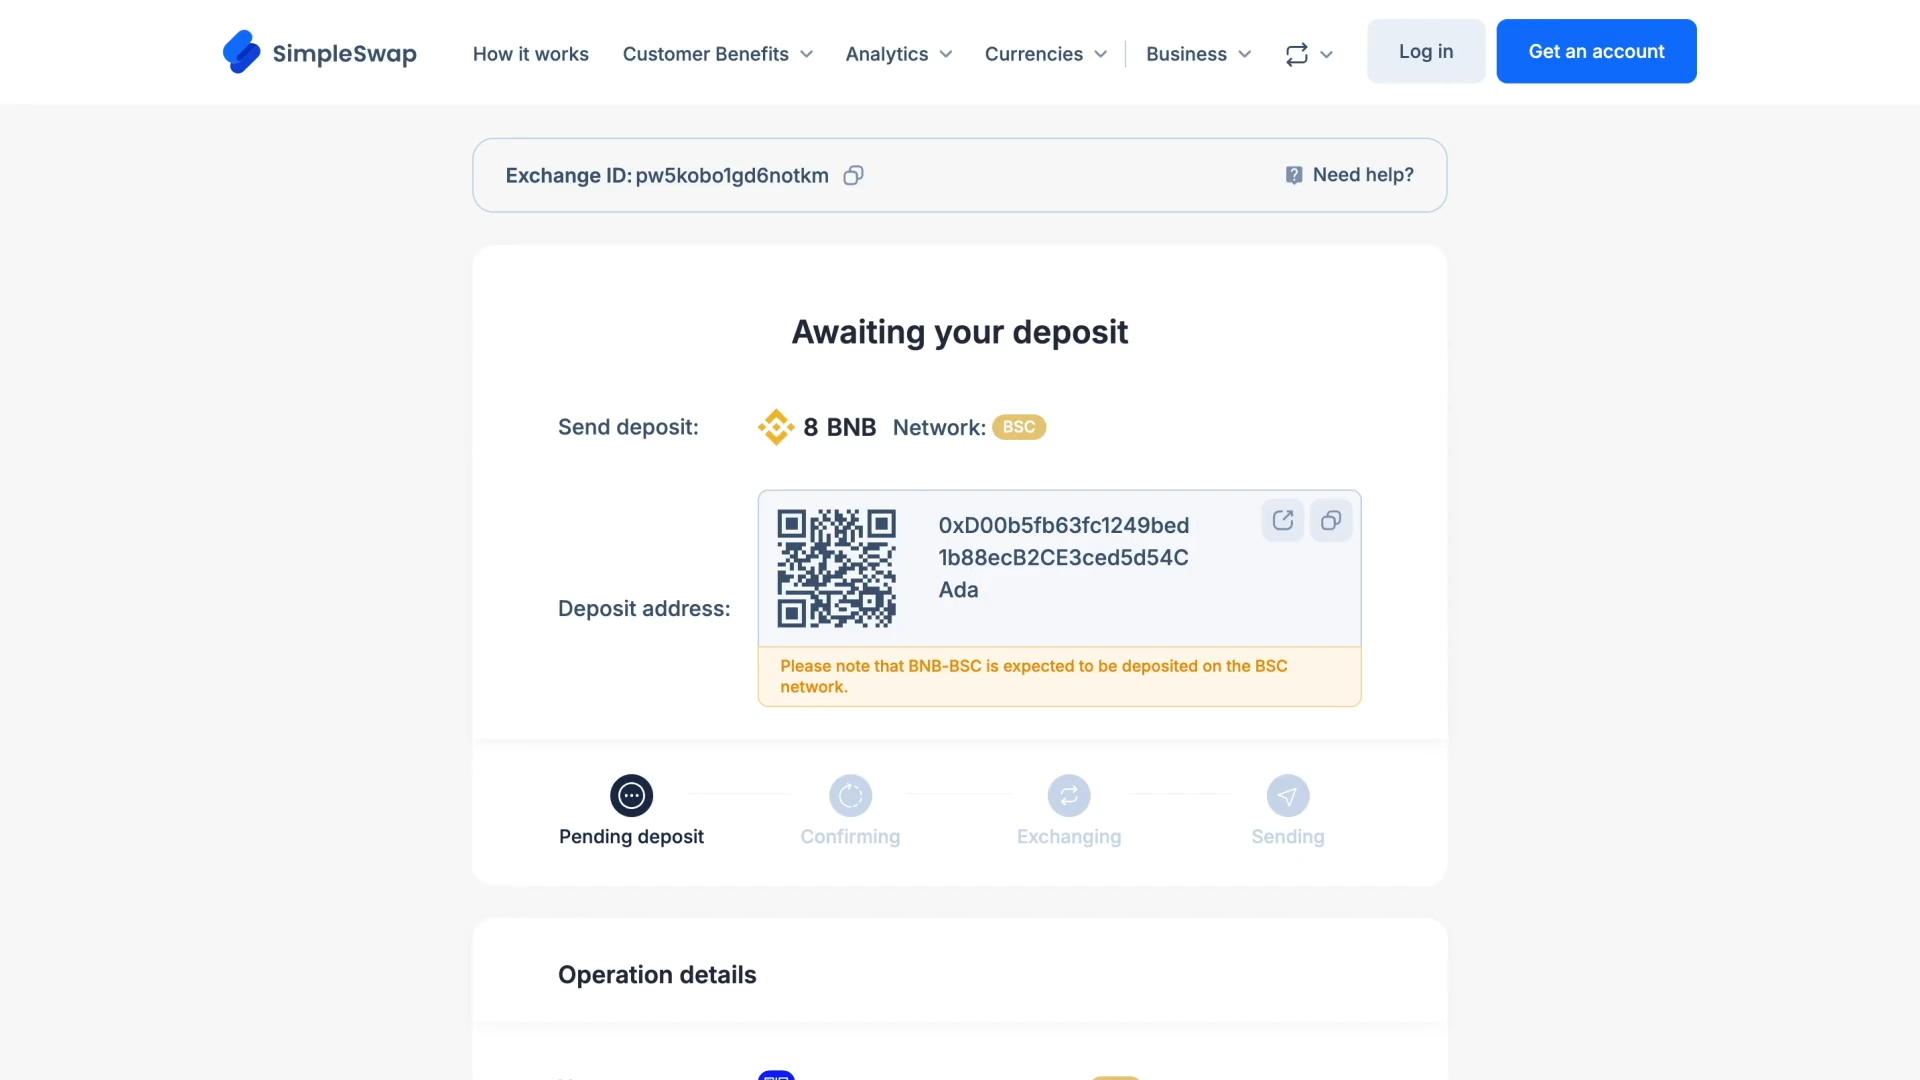 SimpleSwap How it works Customer Benefits Analytics Currencies Business Log in Get an account
Exchange ID: pw5kobo1gd6notkm Need help?
Awaiting your deposit
Send deposit: 8 BNB Network: BSC
Deposit address:
0xD00b5fb63fc1249bed
1b88ecB2CE3ced5d54C
Ada
Please note that BNB-BSC is expected to be deposited on the BSC
network.
Pending deposit Confirming Exchanging Sending
Operation details